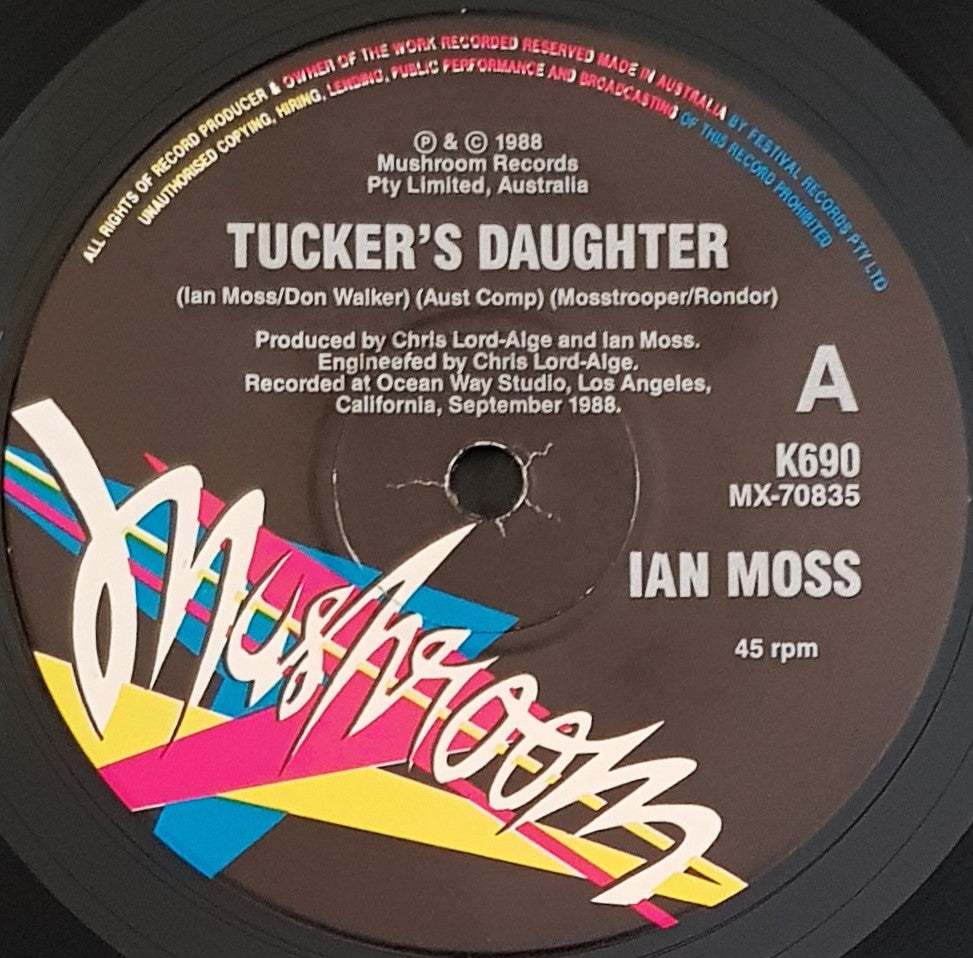 ALL RIGHTS OF RECORD PRODUCER & OWNER OF THE WORK RECORDED RESERVED MADE IN AUSTRALIA BY FESTIVAL RECORDS PTY LTD
UNAUTHORISED COPYING, HIRING, LENDING, PUBLIC PERFORMANCE AND BROADCASTING OF THIS RECORD PROHIBITED
℗ & © 1988
Mushroom Records
Pty Limited, Australia
TUCKER'S DAUGHTER
(Ian Moss/Don Walker) (Aust Comp) (Mosstrooper/Rondor)
Produced by Chris Lord-Alge and Ian Moss.
Engineered by Chris Lord-Alge.
Recorded at Ocean Way Studio, Los Angeles,
California, September 1988.
A
K690
MX-70835
IAN MOSS
45 rpm
Mushroom